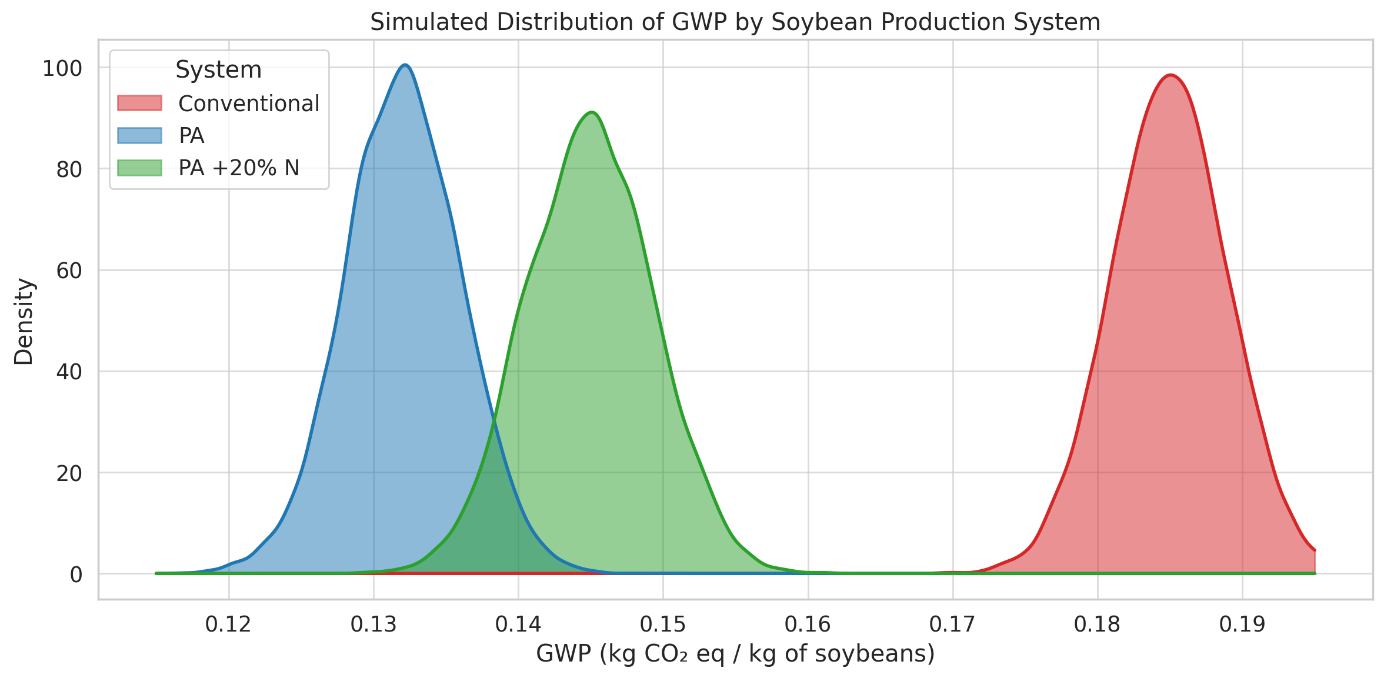 Simulated Distribution of GWP by Soybean Production System
System
Conventional
PA
PA +20% N
Density
100
80
60
40
20
0
0.12 0.13 0.14 0.15 0.16 0.17 0.18 0.19
GWP (kg CO₂ eq / kg of soybeans)